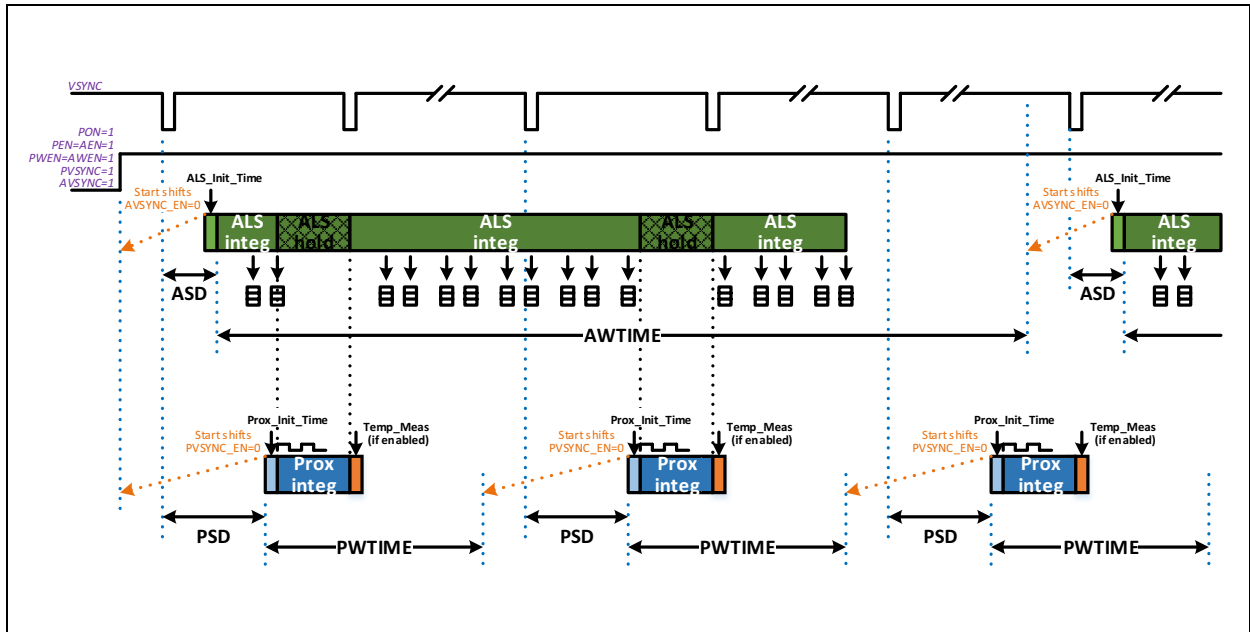 VSYNC
PON=1
PEN=AEN=1
PWEN=AWEN=1
PVSYNC=1
AVSYNC=1
ALS_Init_Time
ALS_Init_Time
Start shifts
AVSYNC_EN=0
Start shifts
AVSYNC_EN=0
ALS
integ
ALS
hold
ALS
integ
ALS
hold
ALS
integ
ALS
integ
ASD
ASD
AWTIME
Prox_Init_Time
Temp_Meas
(if enabled)
Start shifts
PVSYNC_EN=0
Prox
integ
Prox_Init_Time
Temp_Meas
(if enabled)
Start shifts
PVSYNC_EN=0
Prox
integ
Prox_Init_Time
Temp_Meas
(if enabled)
Start shifts
PVSYNC_EN=0
Prox
integ
PSD
PWTIME
PSD
PWTIME
PSD
PWTIME